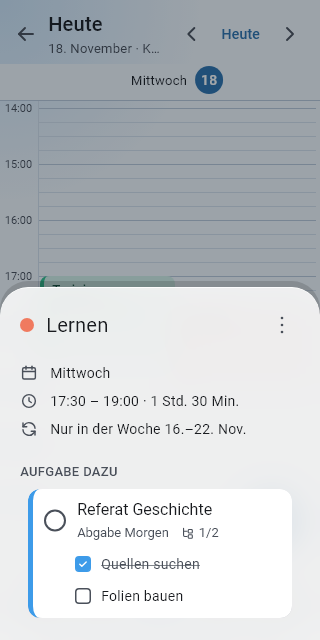 Heute
18. November · K…
Heute
Mittwoch 18
14:00
15:00
16:00
17:00
Lernen
Mittwoch
17:30 – 19:00 · 1 Std. 30 Min.
Nur in der Woche 16.–22. Nov.
AUFGABE DAZU
Referat Geschichte
Abgabe Morgen 1/2
Quellen suchen
Folien bauen